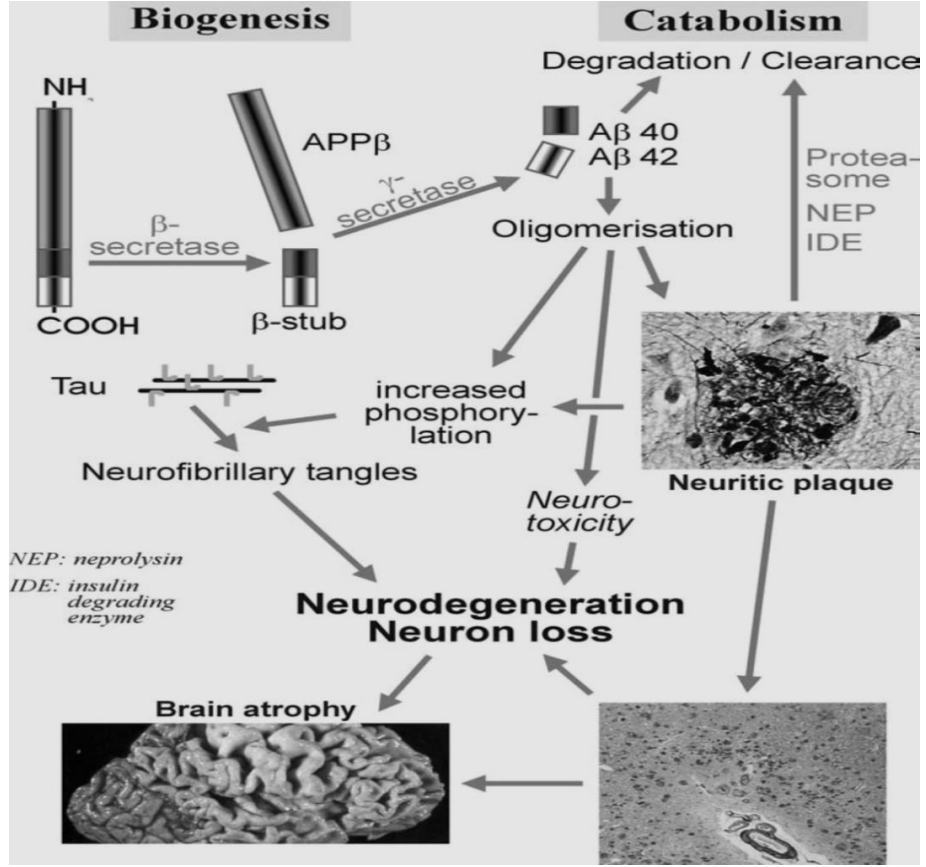 Biogenesis
Catabolism
Degradation / Clearance
NH
APPβ
Aβ 40
Aβ 42
γ-
secretase
Protea-
some
NEP
IDE
β-
secretase
Oligomerisation
COOH
β-stub
Tau
increased
phosphory-
lation
Neurofibrillary tangles
Neuritic plaque
Neuro-
toxicity
NEP: neprolysin
IDE: insulin
degrading
enzyme
Neurodegeneration
Neuron loss
Brain atrophy